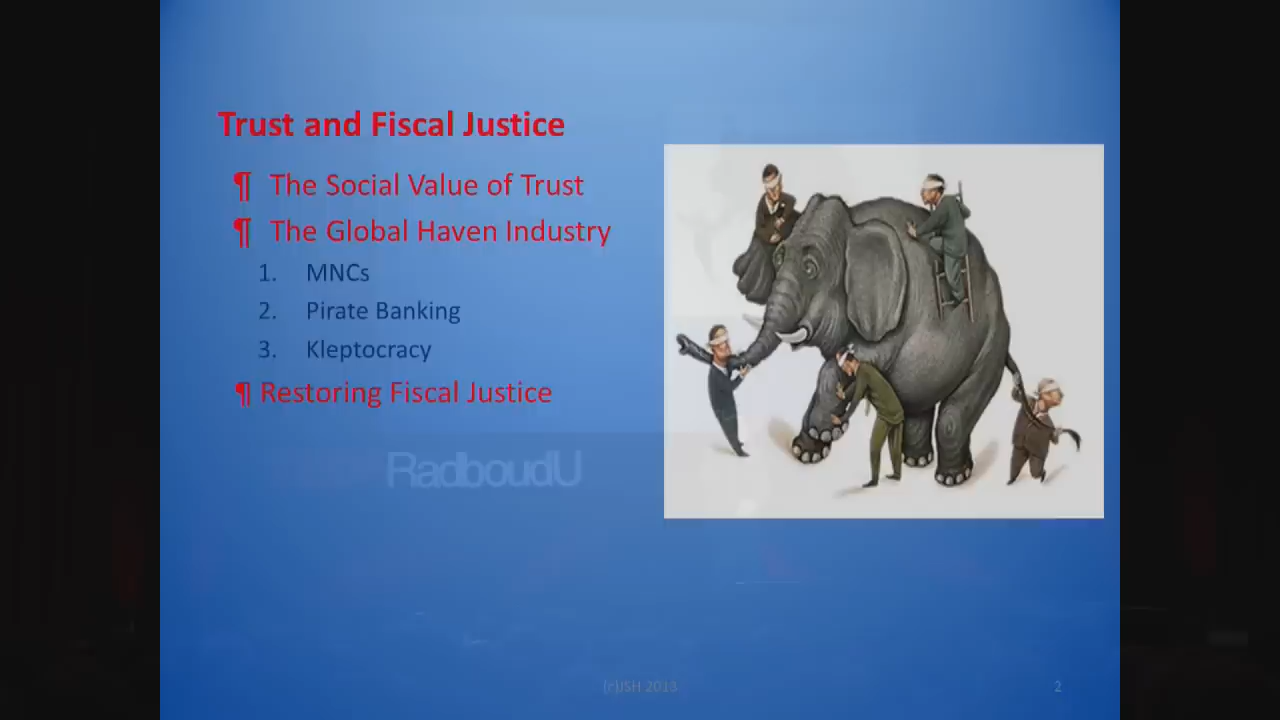 Trust and Fiscal Justice
¶ The Social Value of Trust
¶ The Global Haven Industry
1. MNCs
2. Pirate Banking
3. Kleptocracy
¶ Restoring Fiscal Justice
RadboudU
(r)JSH 2013
2